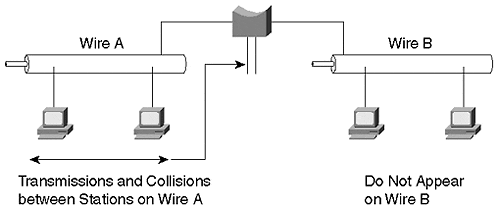 Wire A
Wire B
Transmissions and Collisions
between Stations on Wire A
Do Not Appear
on Wire B